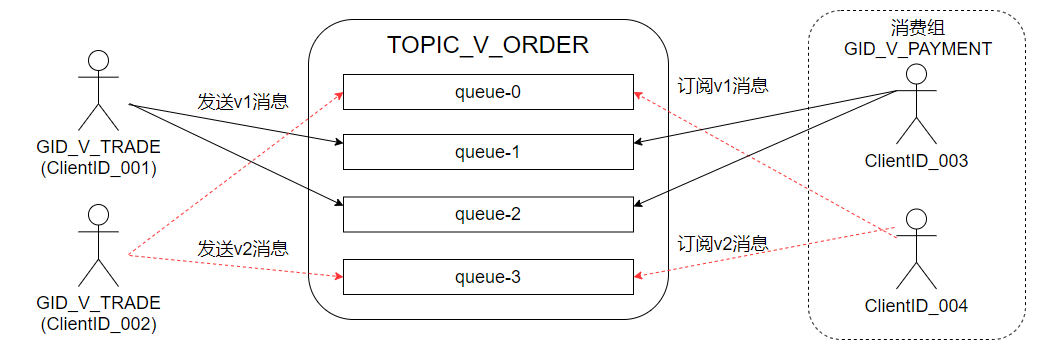 TOPIC_V_ORDER
queue-0
queue-1
queue-2
queue-3
发送v1消息
GID_V_TRADE
(ClientID_001)
发送v2消息
GID_V_TRADE
(ClientID_002)
消费组
GID_V_PAYMENT
订阅v1消息
ClientID_003
订阅v2消息
ClientID_004